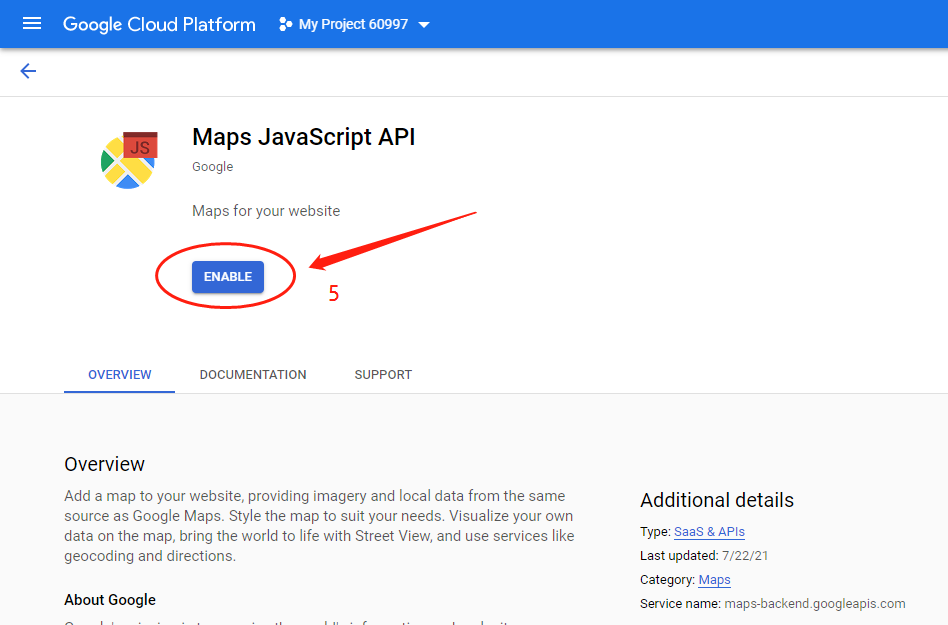 Google Cloud Platform My Project 60997
JS
Maps JavaScript API
Google
Maps for your website
ENABLE
5
OVERVIEW DOCUMENTATION SUPPORT
Overview
Add a map to your website, providing imagery and local data from the same
source as Google Maps. Style the map to suit your needs. Visualize your own
data on the map, bring the world to life with Street View, and use services like
geocoding and directions.
About Google
Additional details
Type: SaaS & APIs
Last updated: 7/22/21
Category: Maps
Service name: maps-backend.googleapis.com